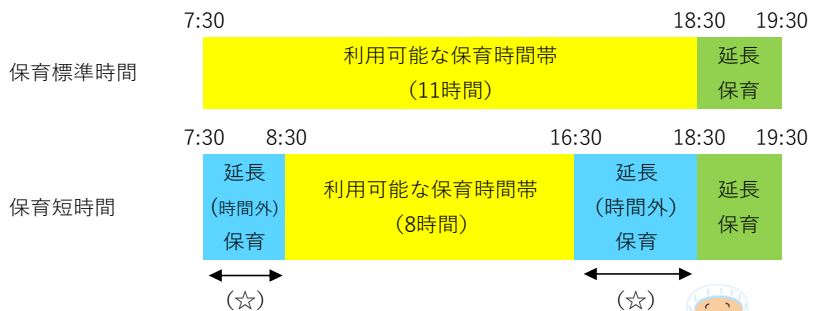 7:30 18:30 19:30
保育標準時間
利用可能な保育時間帯
(11時間)
延長
保育
7:30 8:30 16:30 18:30 19:30
保育短時間
延長
(時間外)
保育
利用可能な保育時間帯
(8時間)
延長
(時間外)
保育
延長
保育
(☆) (☆)